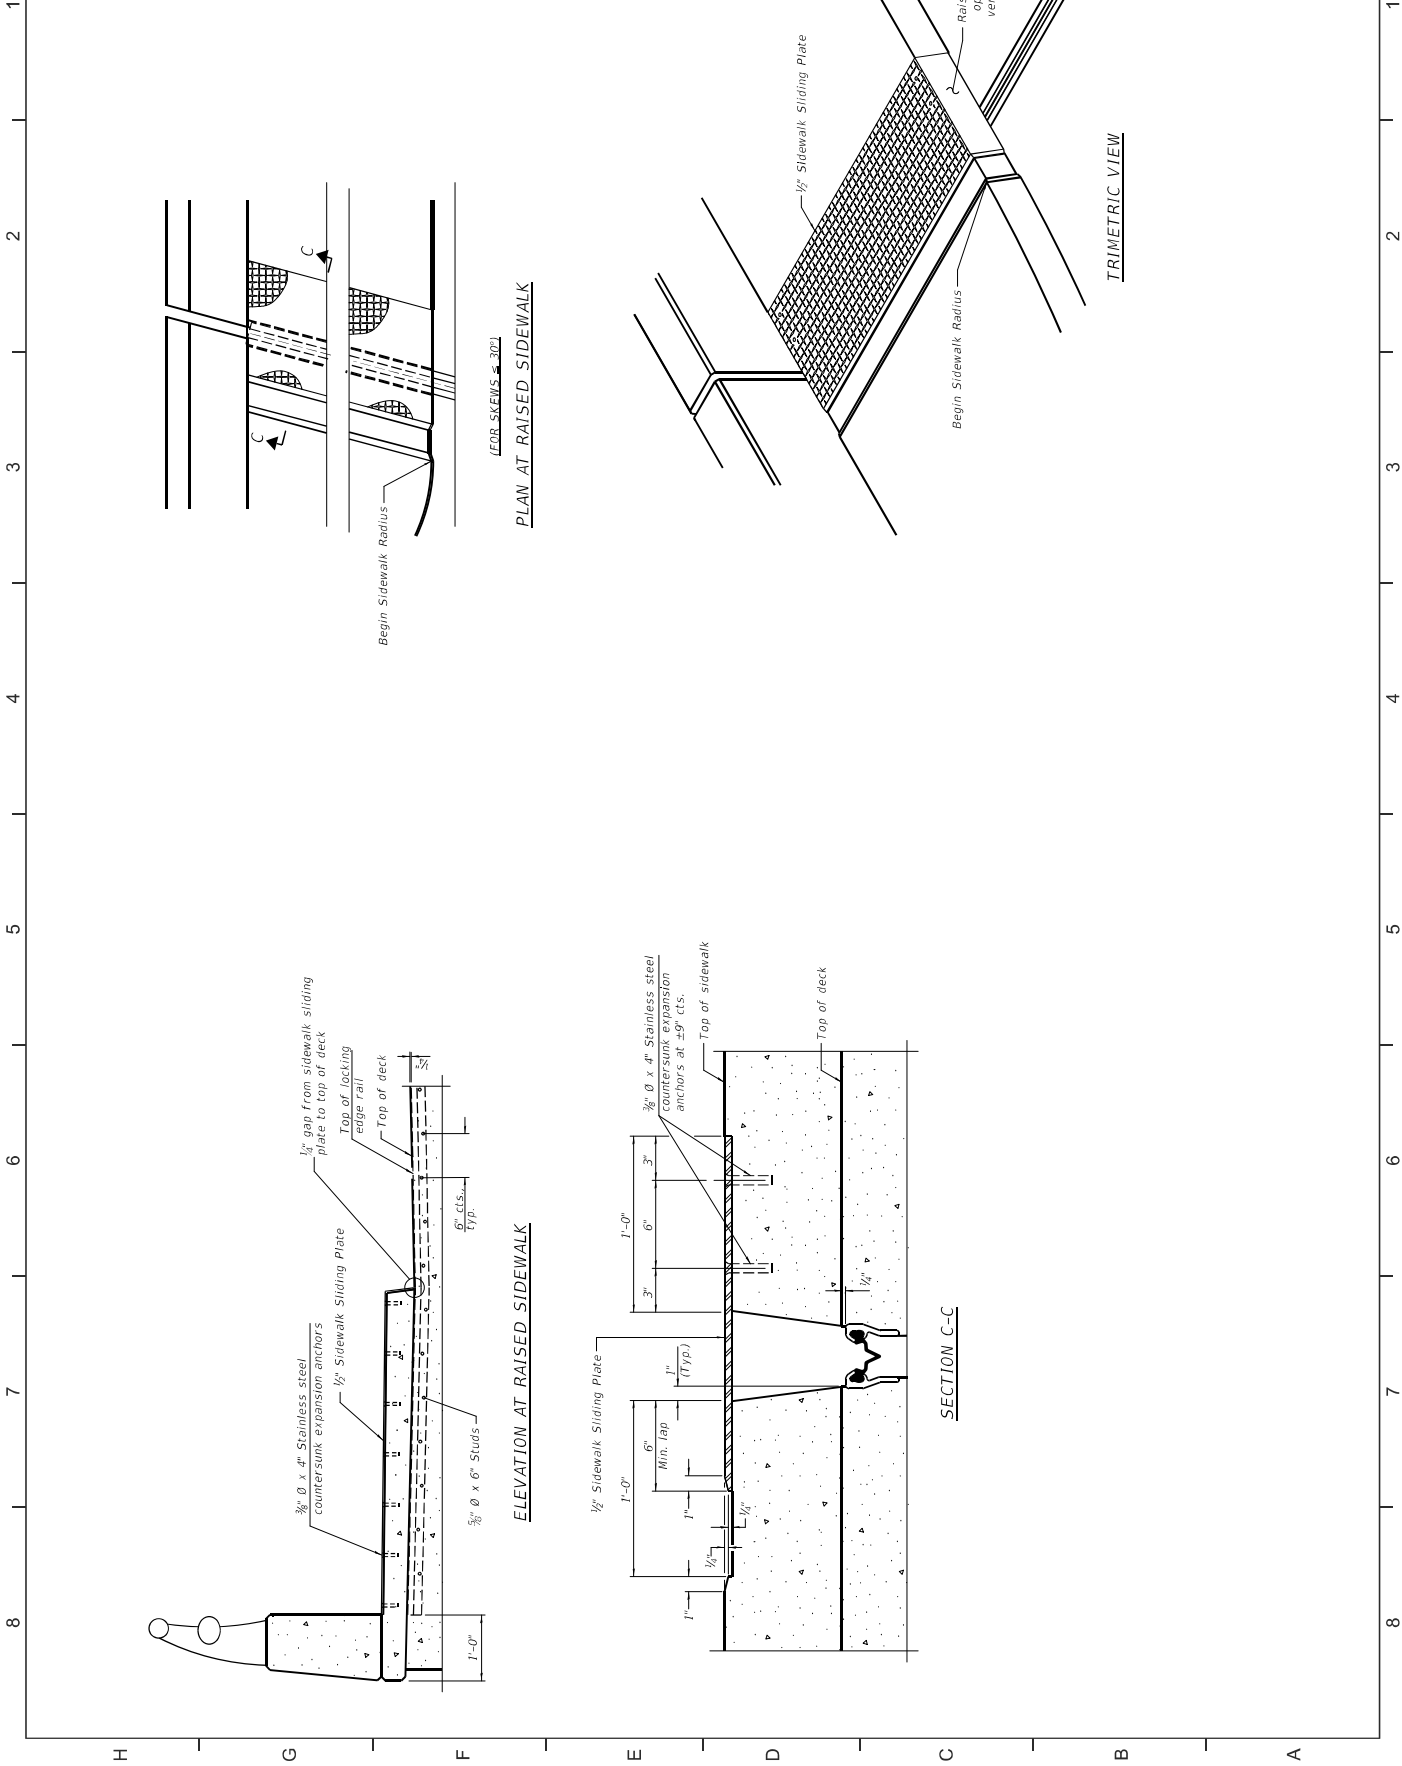 8
7
6
5
4
3
2
1
H
G
F
E
D
C
B
A
8
7
6
5
4
3
2
1
⅜" Ø x 4" Stainless steel
countersunk expansion anchors
½" Sidewalk Sliding Plate
¼" gap from sidewalk sliding
plate to top of deck
Top of locking
edge rail
Top of deck
¼"
6" cts.,
typ.
⅝" Ø x 6" Studs
1'-0"
ELEVATION AT RAISED SIDEWALK
Begin Sidewalk Radius
C
C
(FOR SKEWS ≤ 30°)
PLAN AT RAISED SIDEWALK
½" Sidewalk Sliding Plate
1'-0"
6"
Min. lap
1"
(Typ.)
1'-0"
3"
6"
3"
⅜" Ø x 4" Stainless steel
countersunk expansion
anchors at ±9" cts.
Top of sidewalk
Top of deck
1"
1"
¼"
¼"
¼"
SECTION C-C
½" Sidewalk Sliding Plate
Begin Sidewalk Radius
TRIMETRIC VIEW